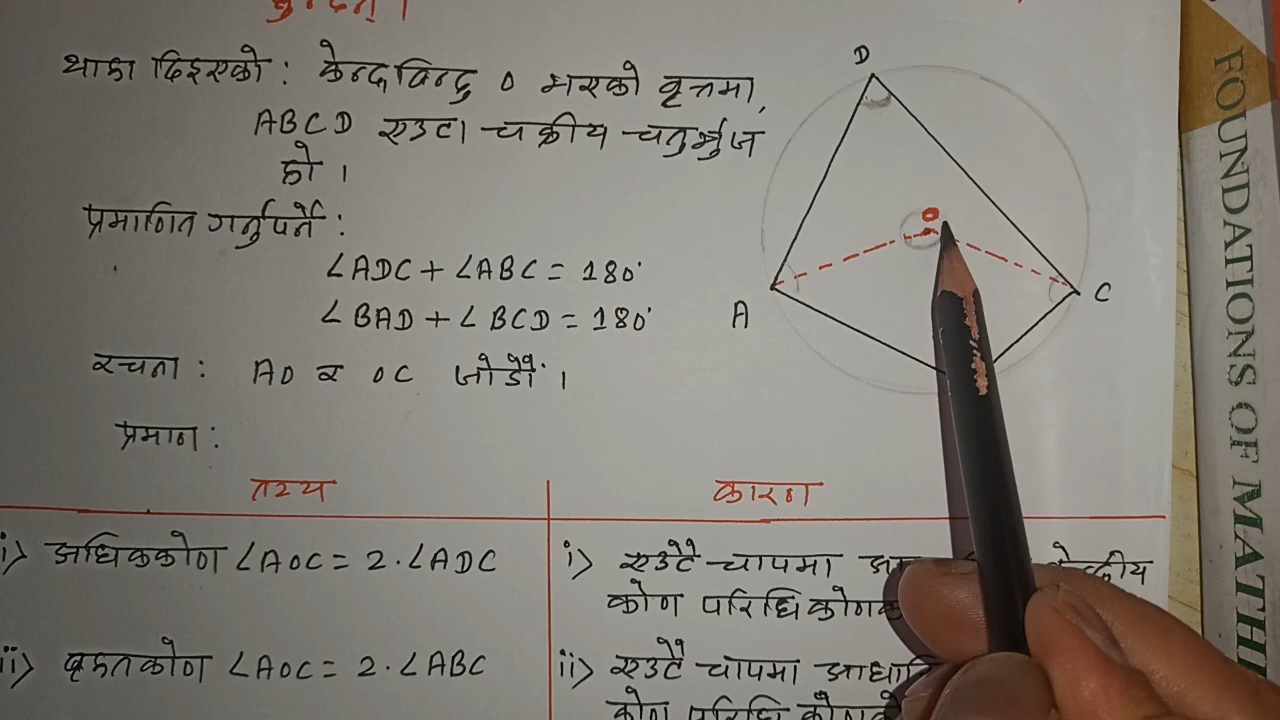 थाहा दिइएको : केन्द्रविन्दु O भएको वृत्तमा,
ABCD एउटा चक्रीय चतुर्भुज
हो ।
प्रमाणित गर्नुपर्ने :
∠ADC + ∠ABC = 180°
∠BAD + ∠BCD = 180°
रचना : AO र OC जोडौं ।
प्रमाण :
तथ्य
कारण
i) अधिककोण ∠AOC = 2.∠ADC
i) एउटै चापमा केन्द्रीय
कोण परिधि
ii) वृहतकोण ∠AOC = 2.∠ABC
ii) एउटै चापमा
कोण परिधि
D
O
A
C
FOUNDATIONS OF MATH